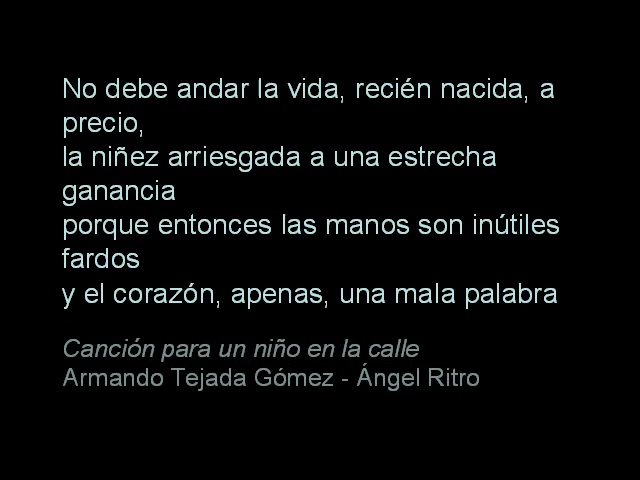 No debe andar la vida, recién nacida, a
precio,
la niñez arriesgada a una estrecha
ganancia
porque entonces las manos son inútiles
fardos
y el corazón, apenas, una mala palabra
Canción para un niño en la calle
Armando Tejada Gómez - Ángel Ritro